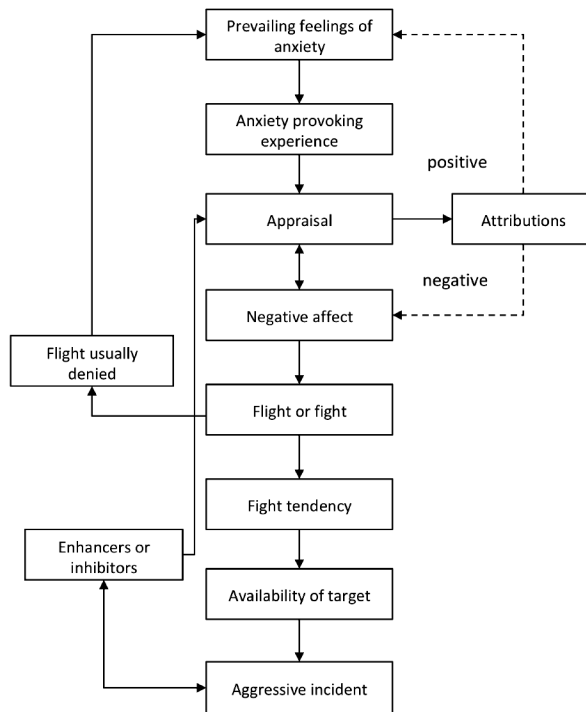 Prevailing feelings of
anxiety
Anxiety provoking
experience
positive
Appraisal
Attributions
negative
Negative affect
Flight usually
denied
Flight or fight
Fight tendency
Enhancers or
inhibitors
Availability of target
Aggressive incident